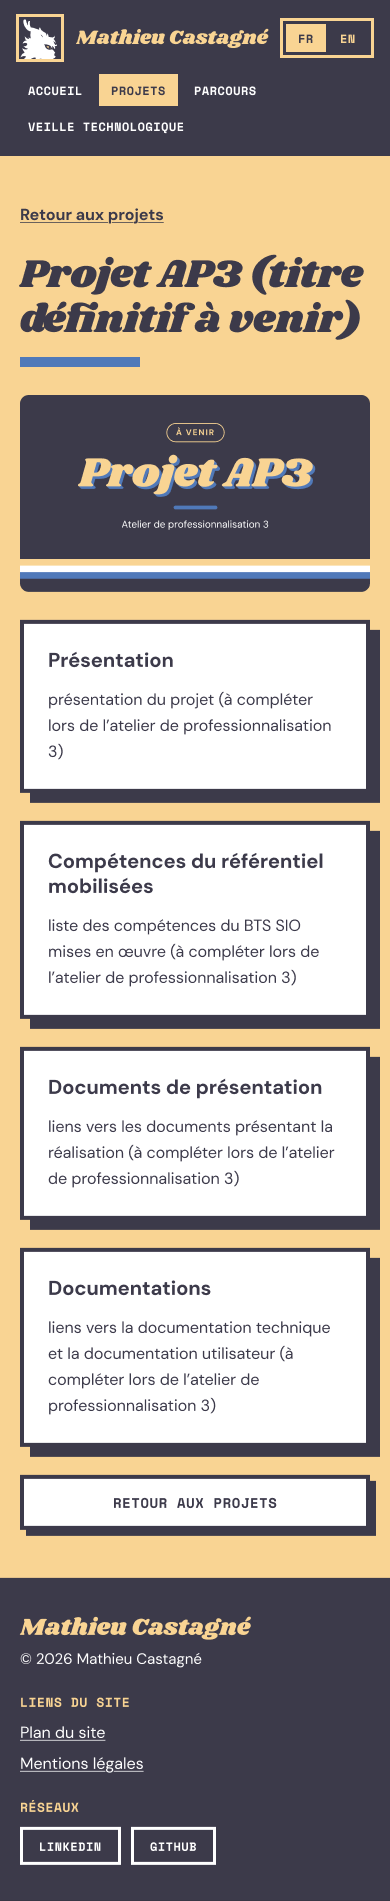 Mathieu Castagné
FR
EN
ACCUEIL
PROJETS
PARCOURS
VEILLE TECHNOLOGIQUE
Retour aux projets
Projet AP3 (titre
définitif à venir)
À VENIR
Projet AP3
Atelier de professionnalisation 3
Présentation
présentation du projet (à compléter
lors de l’atelier de professionnalisation
3)
Compétences du référentiel
mobilisées
liste des compétences du BTS SIO
mises en œuvre (à compléter lors de
l’atelier de professionnalisation 3)
Documents de présentation
liens vers les documents présentant la
réalisation (à compléter lors de l’atelier
de professionnalisation 3)
Documentations
liens vers la documentation technique
et la documentation utilisateur (à
compléter lors de l’atelier de
professionnalisation 3)
RETOUR AUX PROJETS
Mathieu Castagné
© 2026 Mathieu Castagné
LIENS DU SITE
Plan du site
Mentions légales
RÉSEAUX
LINKEDIN
GITHUB